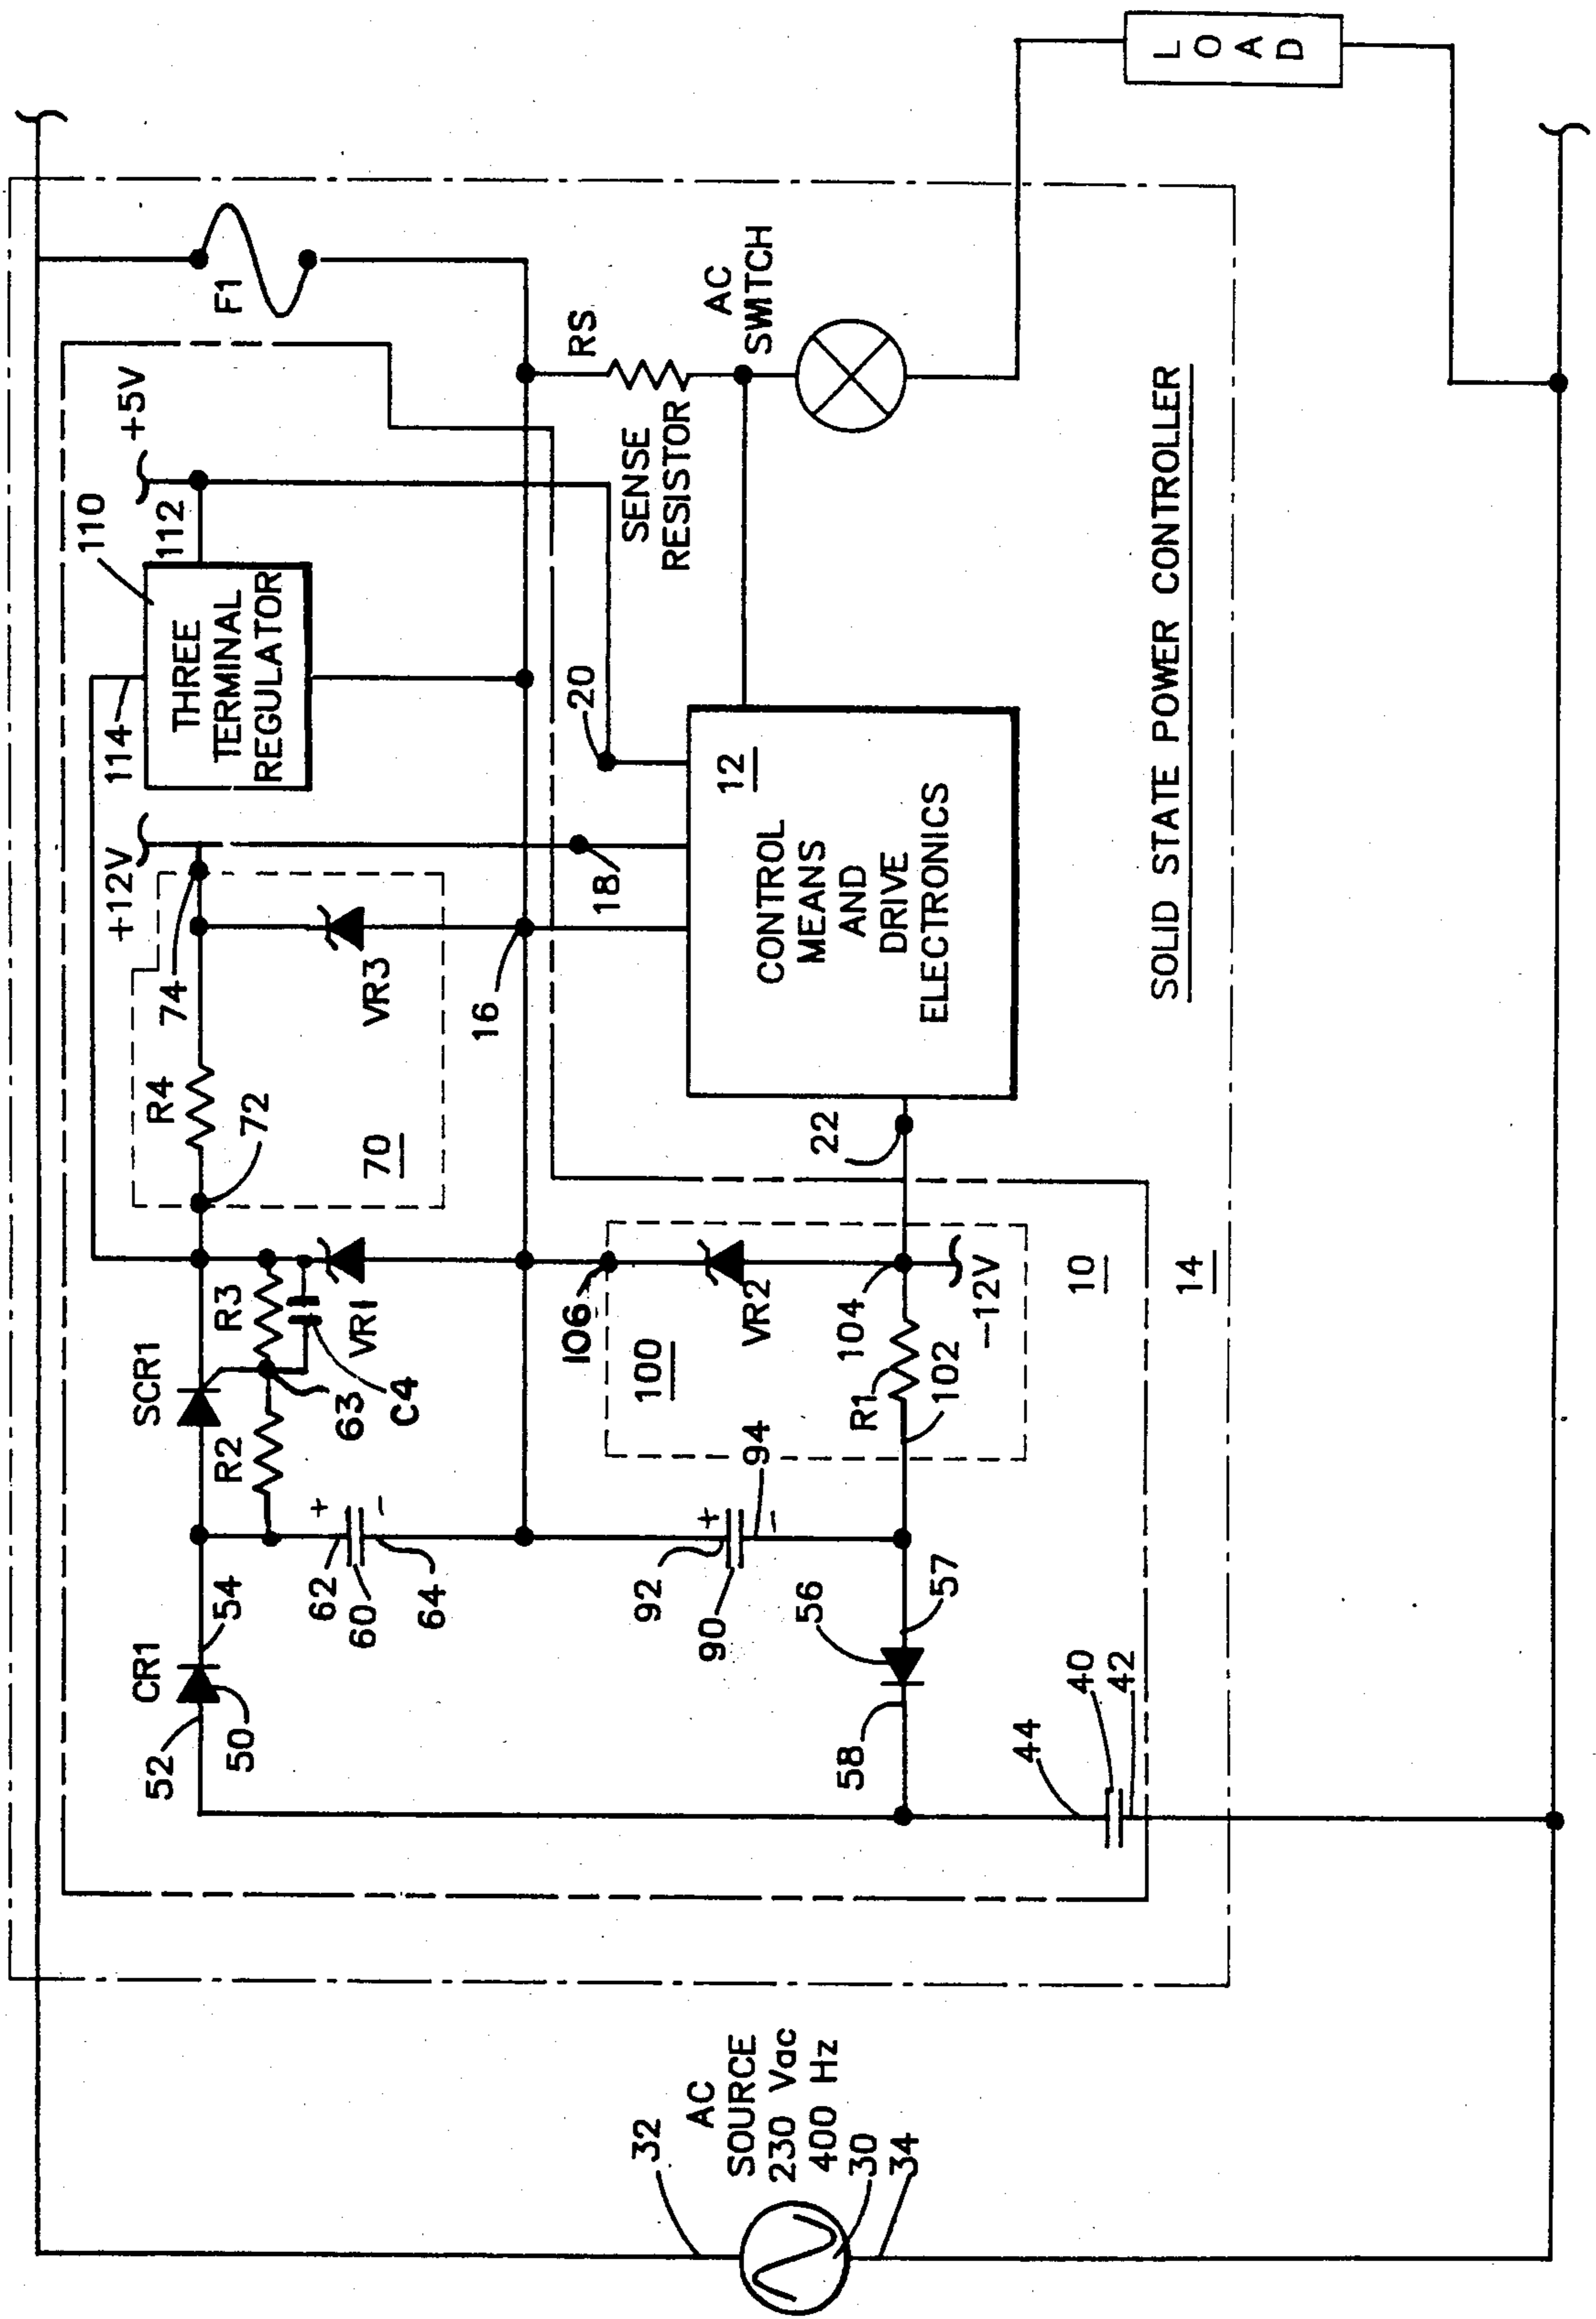 F1
110
+5V
112
THREE
TERMINAL
REGULATOR
114
+12V
74
R4
72
VR3
70
16
18
20
SENSE
RESISTOR
RS
AC
SWITCH
LOAD
12
CONTROL
MEANS
AND
DRIVE
ELECTRONICS
22
SCR1
R3
R2
63
C4
VR1
CR1
54
52
50
62
60
64
106
100
VR2
104
R1
102
-12V
92
90
94
56
57
58
44
40
42
10
14
+
-
+
-
SOLID STATE POWER CONTROLLER
32
AC
SOURCE
230 Vac
400 Hz
30
34